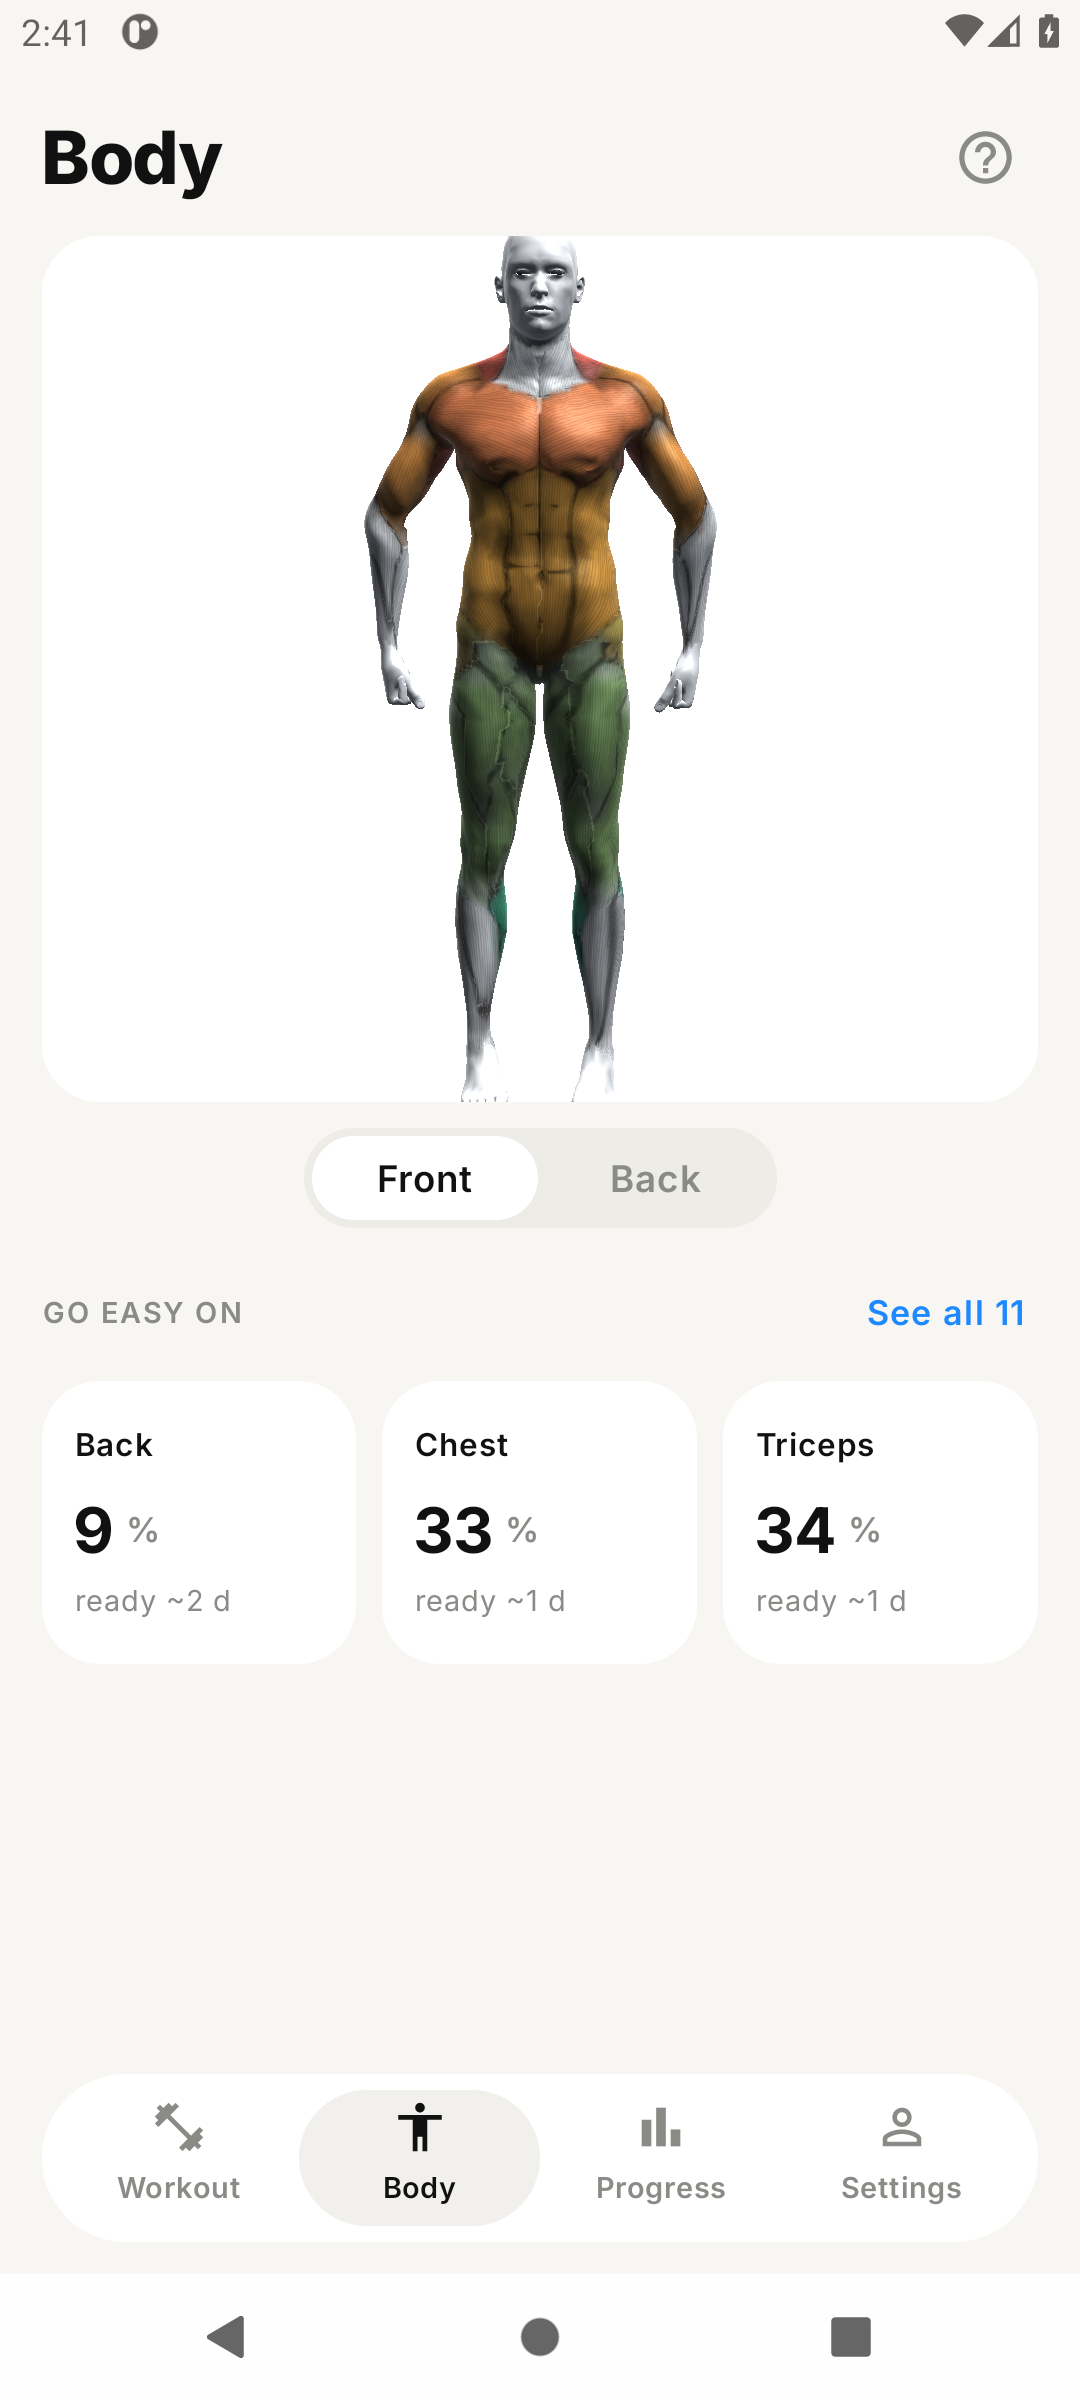 2:41
Body
Front
Back
GO EASY ON
See all 11
Back
9 %
ready ~2 d
Chest
33 %
ready ~1 d
Triceps
34 %
ready ~1 d
Workout
Body
Progress
Settings